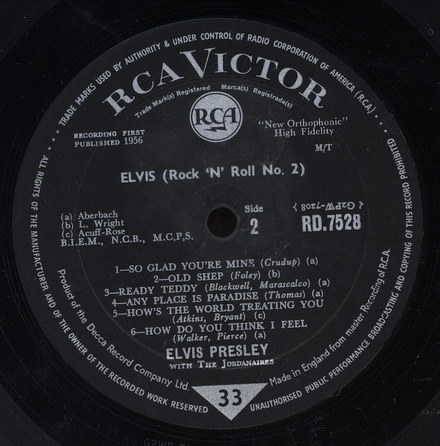 TRADE MARKS USED BY AUTHORITY & UNDER CONTROL OF RADIO CORPORATION OF AMERICA (R.C.A.)
RCA VICTOR
Trade Mark(s) Registered Marca(s) Registrada(s)
RCA
RECORDING FIRST
PUBLISHED 1956
"New Orthophonic"
High Fidelity
M/T
ELVIS (Rock 'N' Roll No. 2)
(a) Aberbach
(b) L. Wright
(c) Acuff-Rose
B.I.E.M., N.C.B., M.C.P.S.
Side
2
(G2PW-7208)
RD.7528
1—SO GLAD YOU'RE MINE (Crudup) (a)
2—OLD SHEP (Foley) (b)
3—READY TEDDY (Blackwell, Marascalco) (a)
4—ANY PLACE IS PARADISE (Thomas) (a)
5—HOW'S THE WORLD TREATING YOU
(Atkins, Bryant) (c)
6—HOW DO YOU THINK I FEEL
(Walker, Pierce) (a)
ELVIS PRESLEY
WITH THE JORDANAIRES
Product of the Decca Record Company Ltd.
Made in England from master Recording of R.C.A.
33
ALL RIGHTS OF THE MANUFACTURER AND OF THE OWNER OF THE RECORDED WORK RESERVED
UNAUTHORISED PUBLIC PERFORMANCE BROADCASTING AND COPYING OF THIS RECORD PROHIBITED